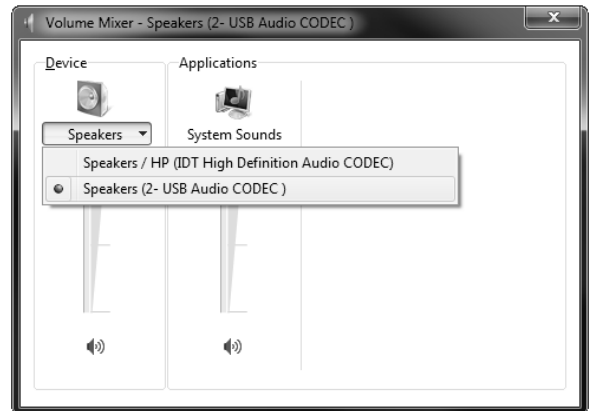 Volume Mixer - Speakers (2- USB Audio CODEC )
Device
Applications
Speakers
System Sounds
Speakers / HP (IDT High Definition Audio CODEC)
Speakers (2- USB Audio CODEC )